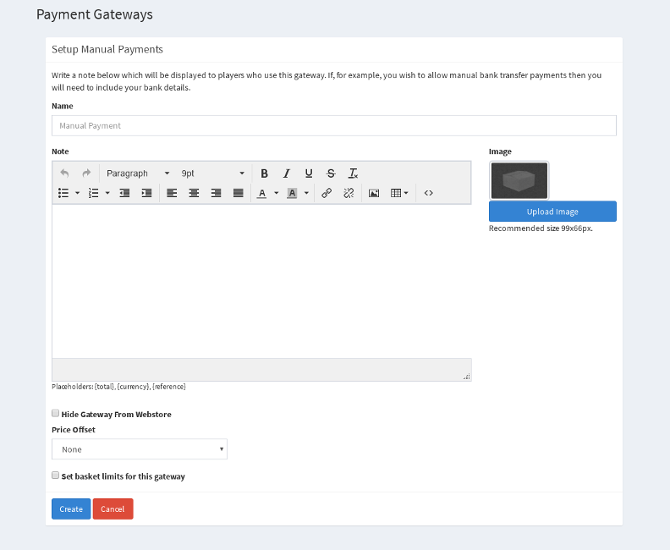 Payment Gateways
Setup Manual Payments
Write a note below which will be displayed to players who use this gateway. If, for example, you wish to allow manual bank transfer payments then you
will need to include your bank details.
Name
Manual Payment
Note
Image
Paragraph 9pt B I U S Tx
A A
Upload Image
Recommended size 99x66px.
Placeholders: {total}, {currency}, {reference}
Hide Gateway From Webstore
Price Offset
None
Set basket limits for this gateway
Create Cancel